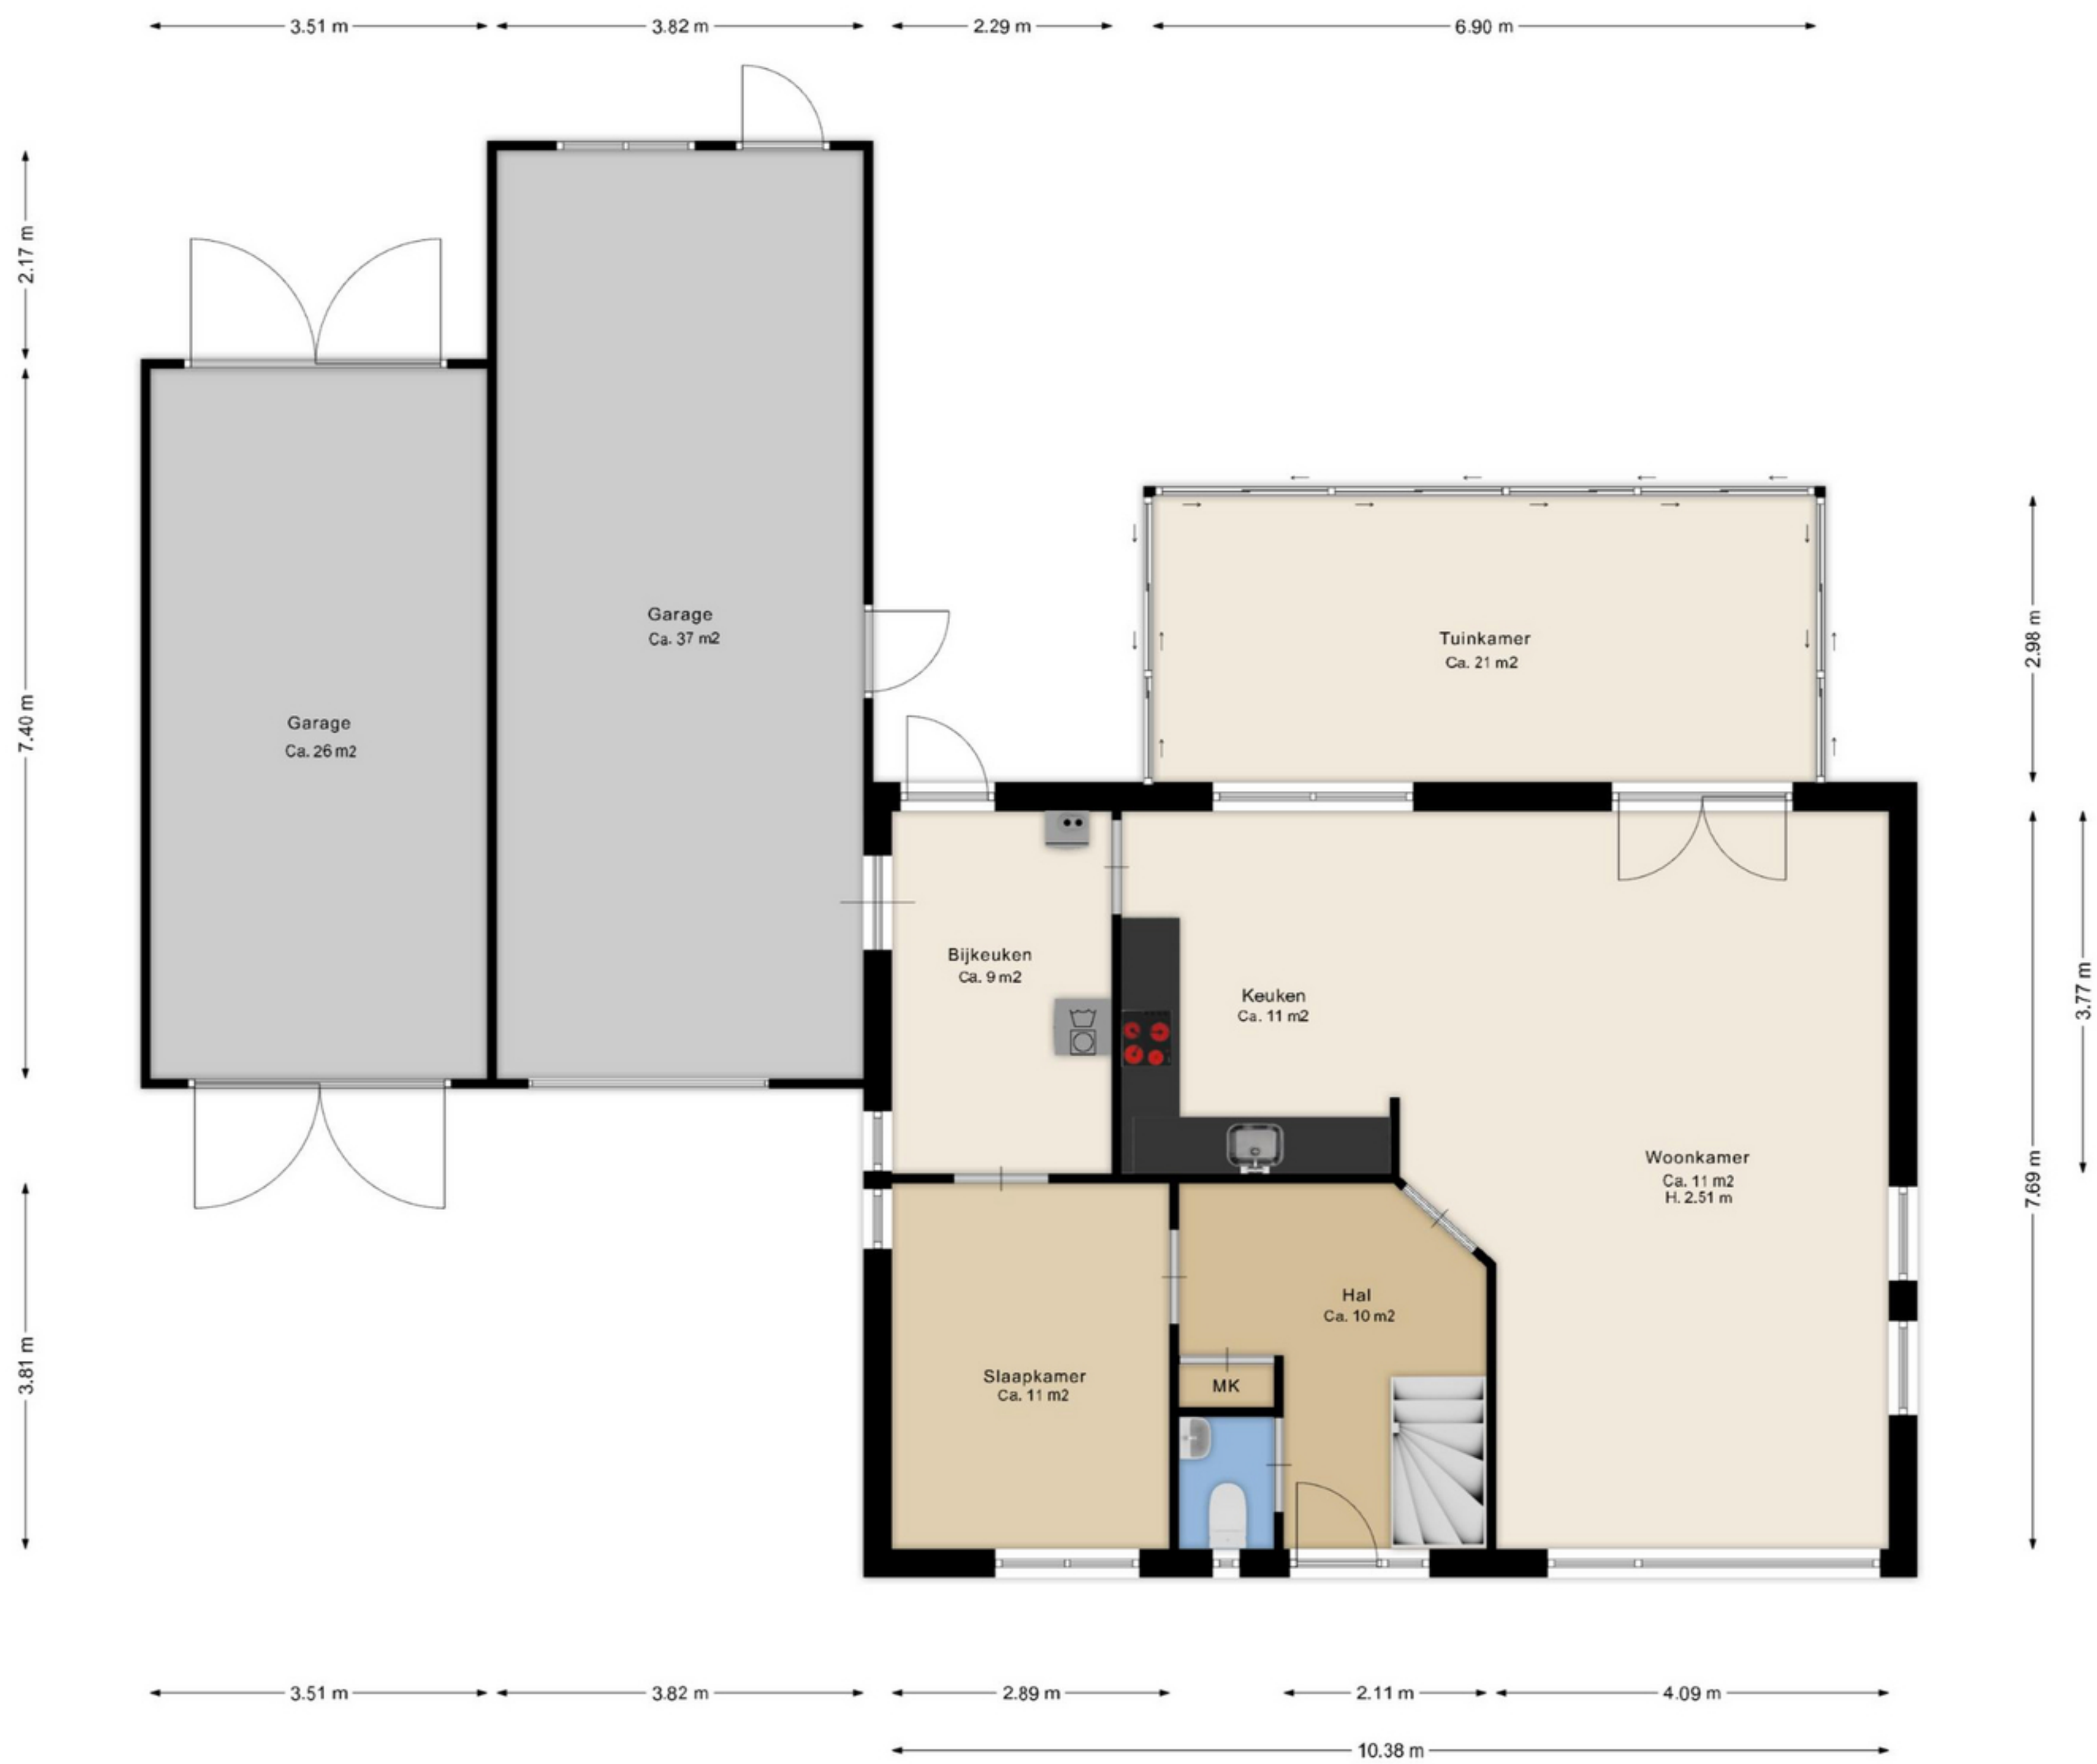 3.51 m
3.82 m
2.29 m
6.90 m
2.17 m
7.40 m
3.81 m
Garage
Ca. 26 m2
Garage
Ca. 37 m2
Tuinkamer
Ca. 21 m2
Bijkeuken
Ca. 9 m2
Keuken
Ca. 11 m2
Woonkamer
Ca. 11 m2
H. 2.51 m
Hal
Ca. 10 m2
MK
Slaapkamer
Ca. 11 m2
2.98 m
7.69 m
3.77 m
3.51 m
3.82 m
2.89 m
2.11 m
4.09 m
10.38 m